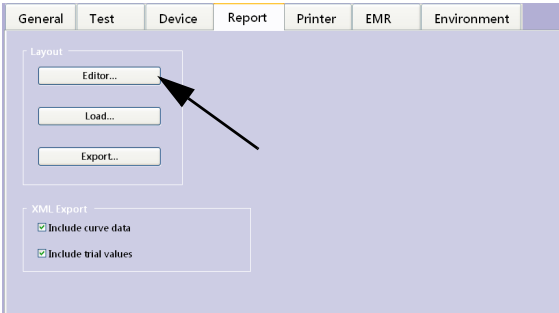 General Test Device Report Printer EMR Environment
Layout
Editor...
Load...
Export...
XML Export
Include curve data
Include trial values